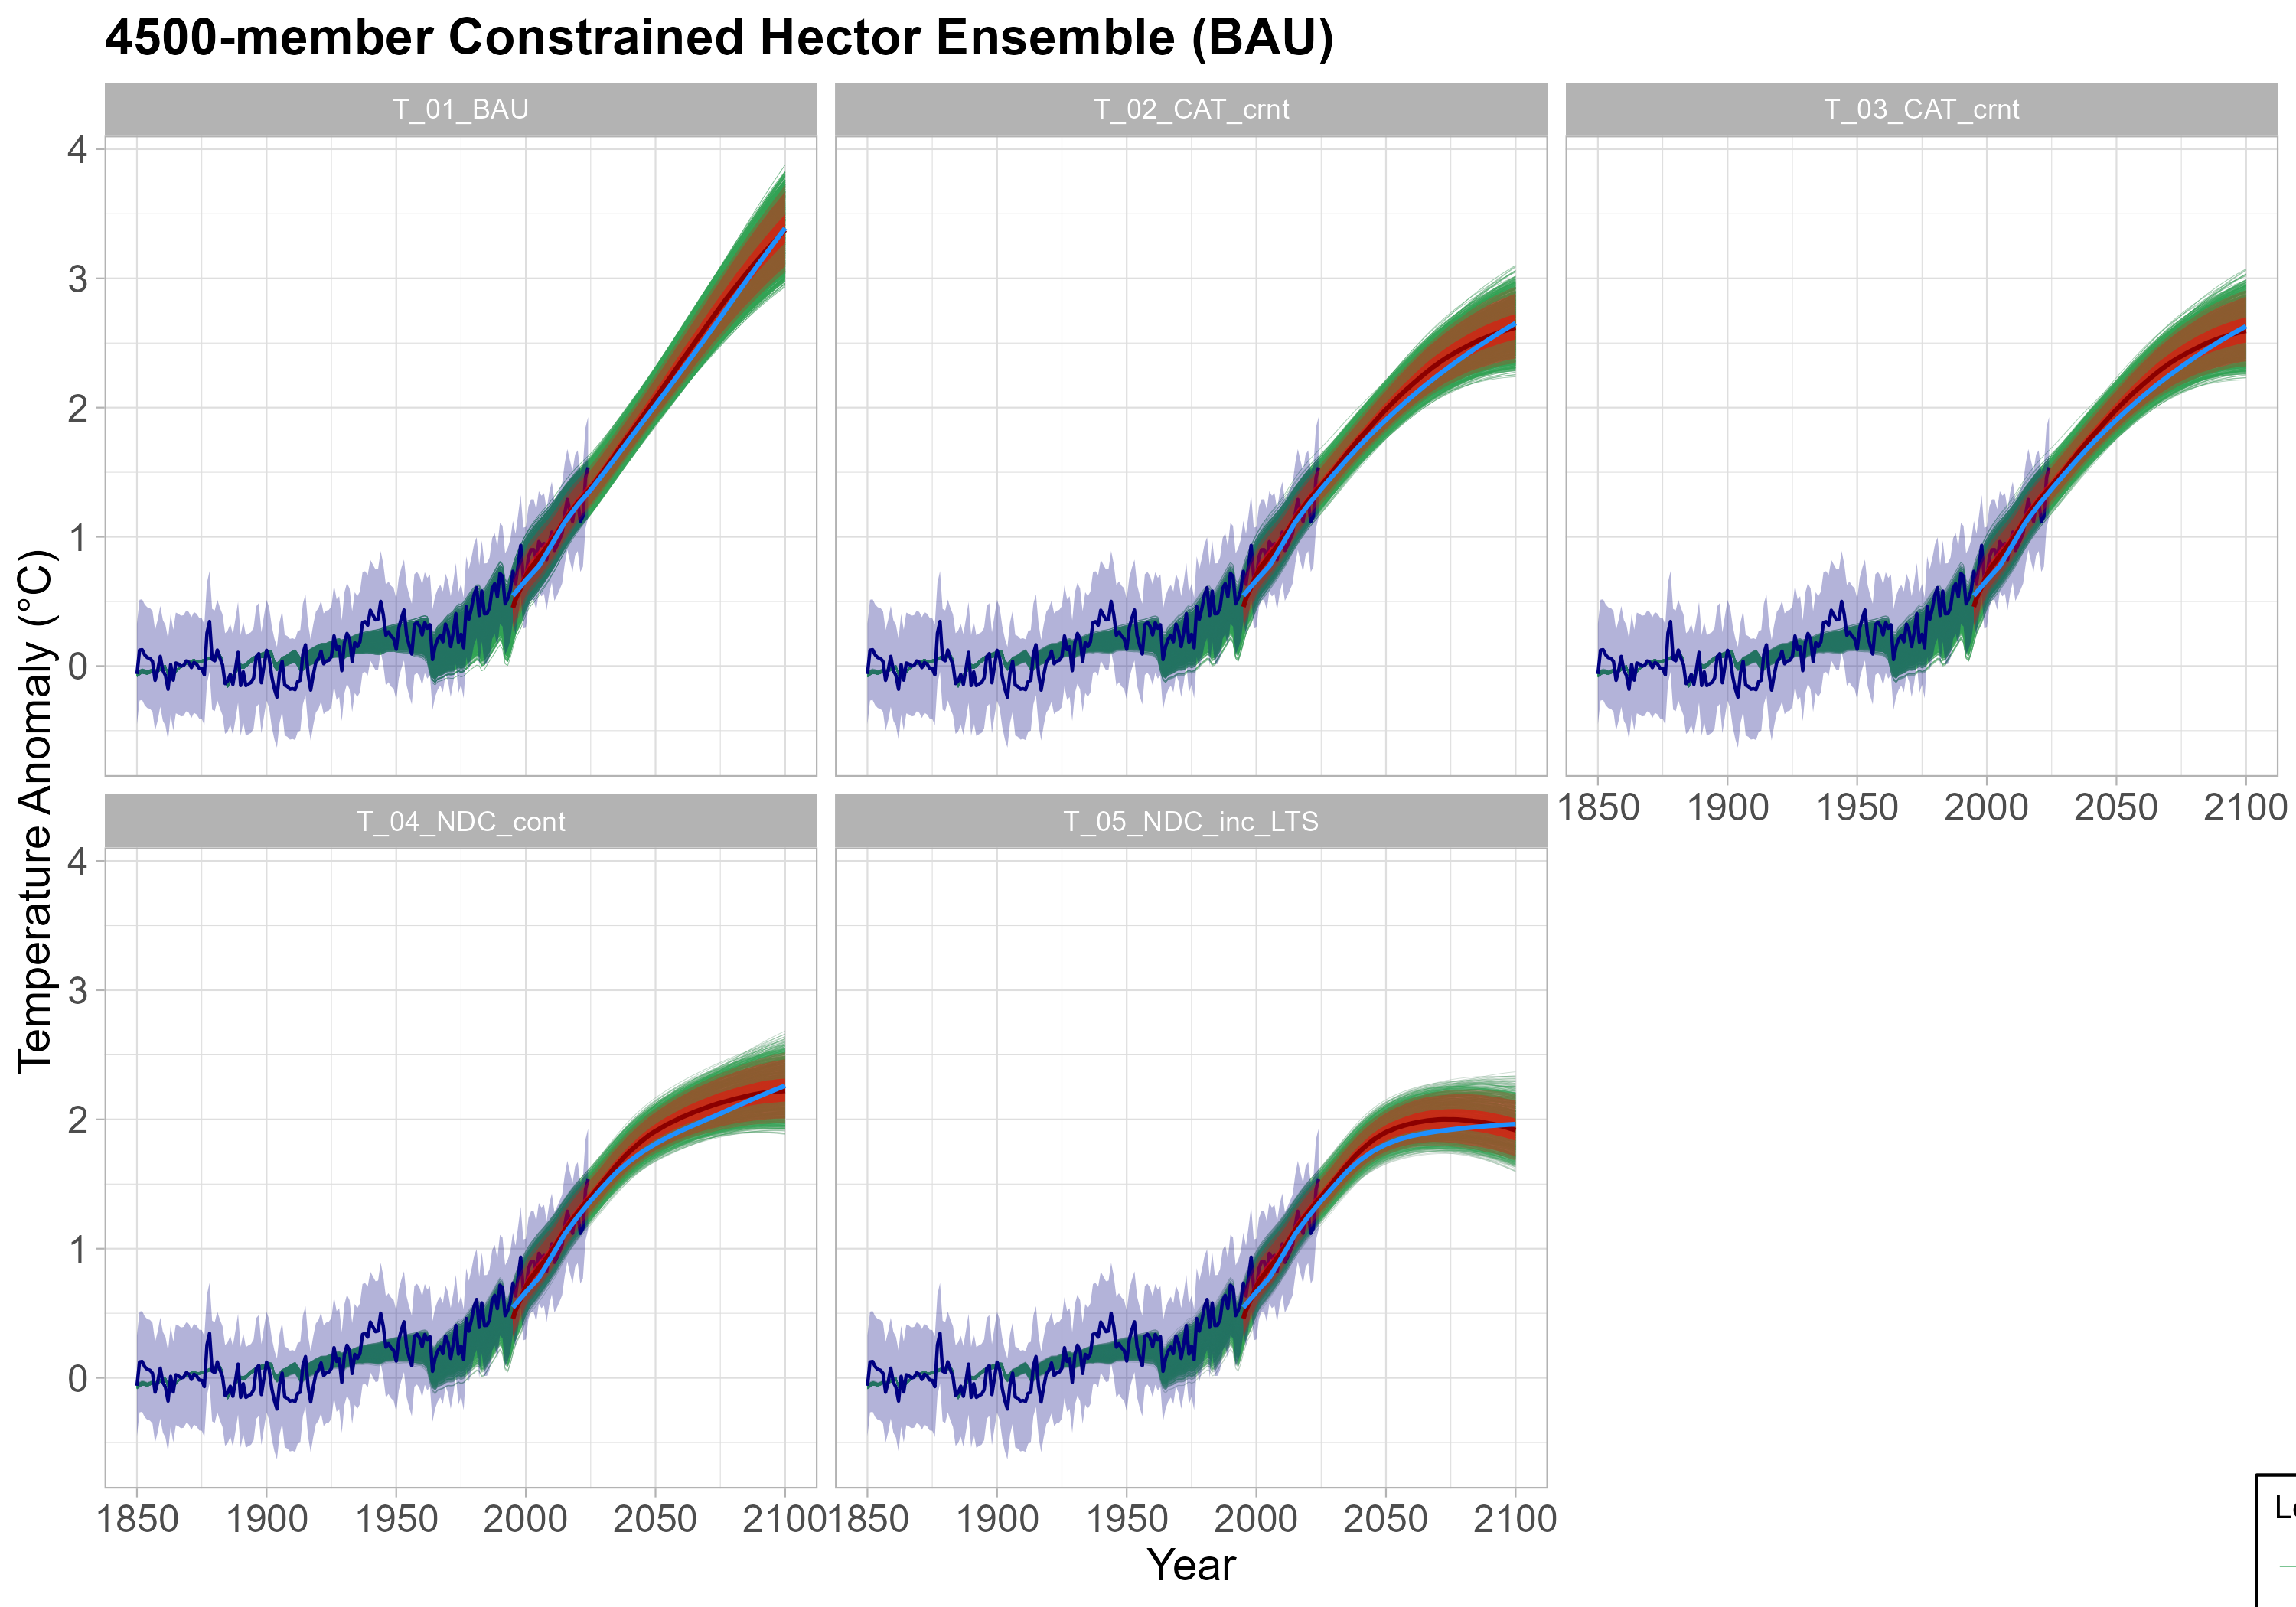 4500-member Constrained Hector Ensemble (BAU)
T_01_BAU
T_02_CAT_crnt
T_03_CAT_crnt
4
3
2
1
0
1850 1900 1950 2000 2050 2100
T_04_NDC_cont
T_05_NDC_inc_LTS
4
3
2
1
0
1850 1900 1950 2000 2050 2100
1850 1900 1950 2000 2050 2100
Temperature Anomaly (°C)
Year